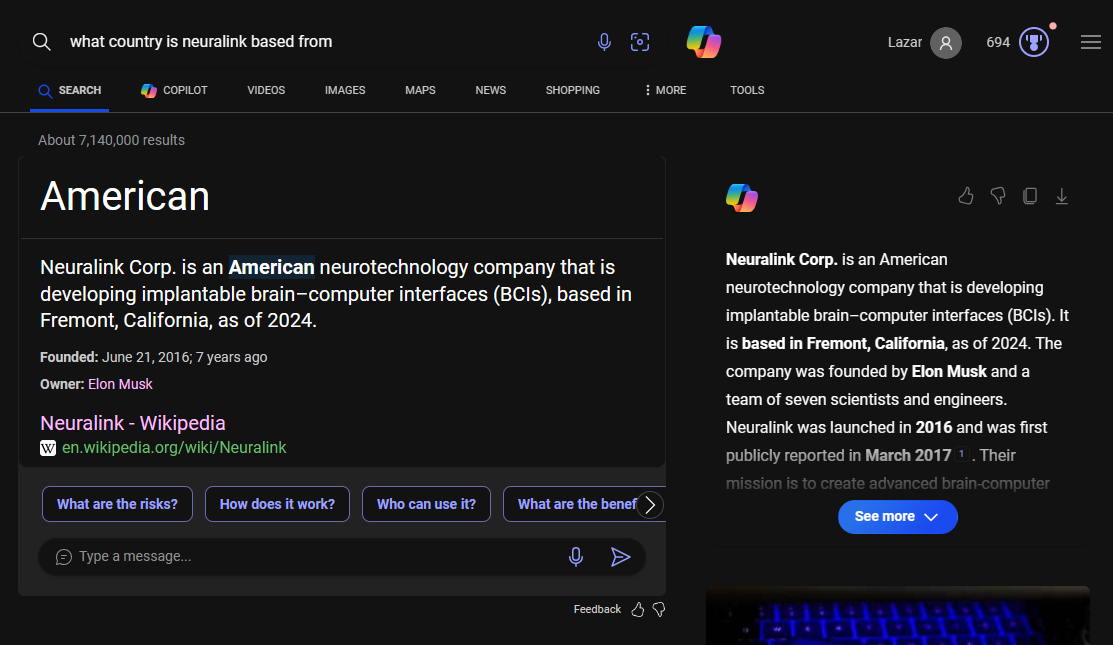 what country is neuralink based from
Lazar
694
SEARCH
COPILOT
VIDEOS
IMAGES
MAPS
NEWS
SHOPPING
MORE
TOOLS
About 7,140,000 results
American
Neuralink Corp. is an American neurotechnology company that is
developing implantable brain–computer interfaces (BCIs), based in
Fremont, California, as of 2024.
Founded: June 21, 2016; 7 years ago
Owner: Elon Musk
Neuralink - Wikipedia
W en.wikipedia.org/wiki/Neuralink
What are the risks?
How does it work?
Who can use it?
What are the benef
Type a message...
Feedback
Neuralink Corp. is an American
neurotechnology company that is developing
implantable brain–computer interfaces (BCIs). It
is based in Fremont, California, as of 2024. The
company was founded by Elon Musk and a
team of seven scientists and engineers.
Neuralink was launched in 2016 and was first
publicly reported in March 2017 1 . Their
mission is to create advanced brain-computer
See more